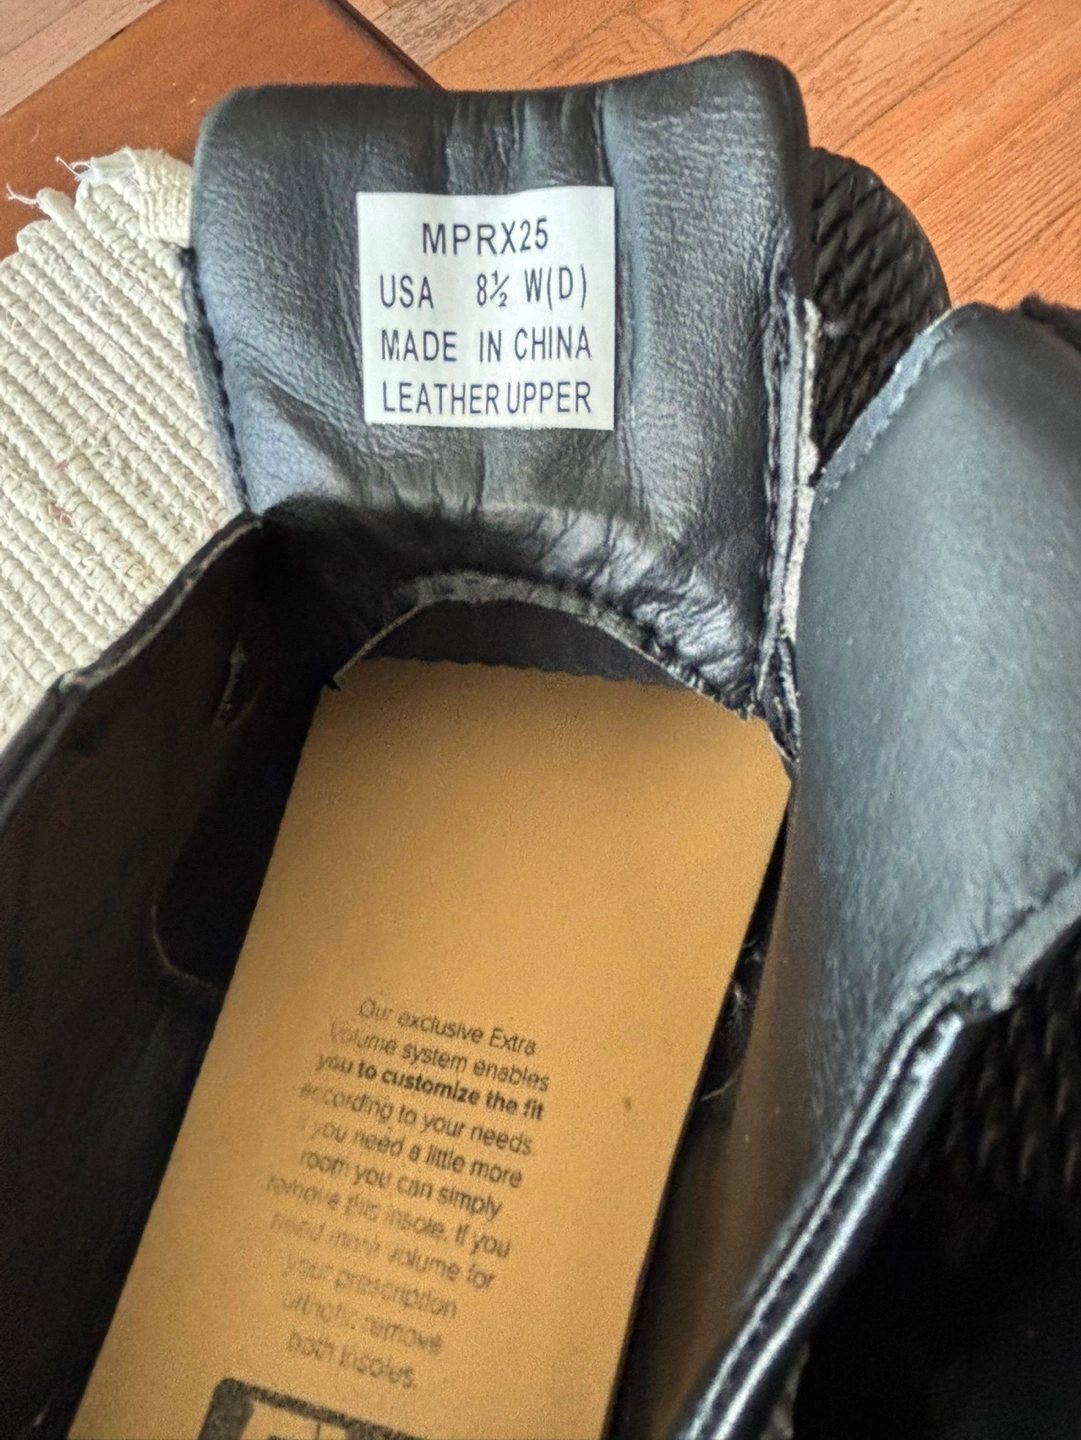 MPRX25
USA 8½ W(D)
MADE IN CHINA
LEATHER UPPER
Our exclusive Extra
Volume system enables
you to customize the fit
according to your needs.
If you need a little more
room you can simply
remove this insole. If you
need more volume for
your prescription
orthotic, remove
both insoles.